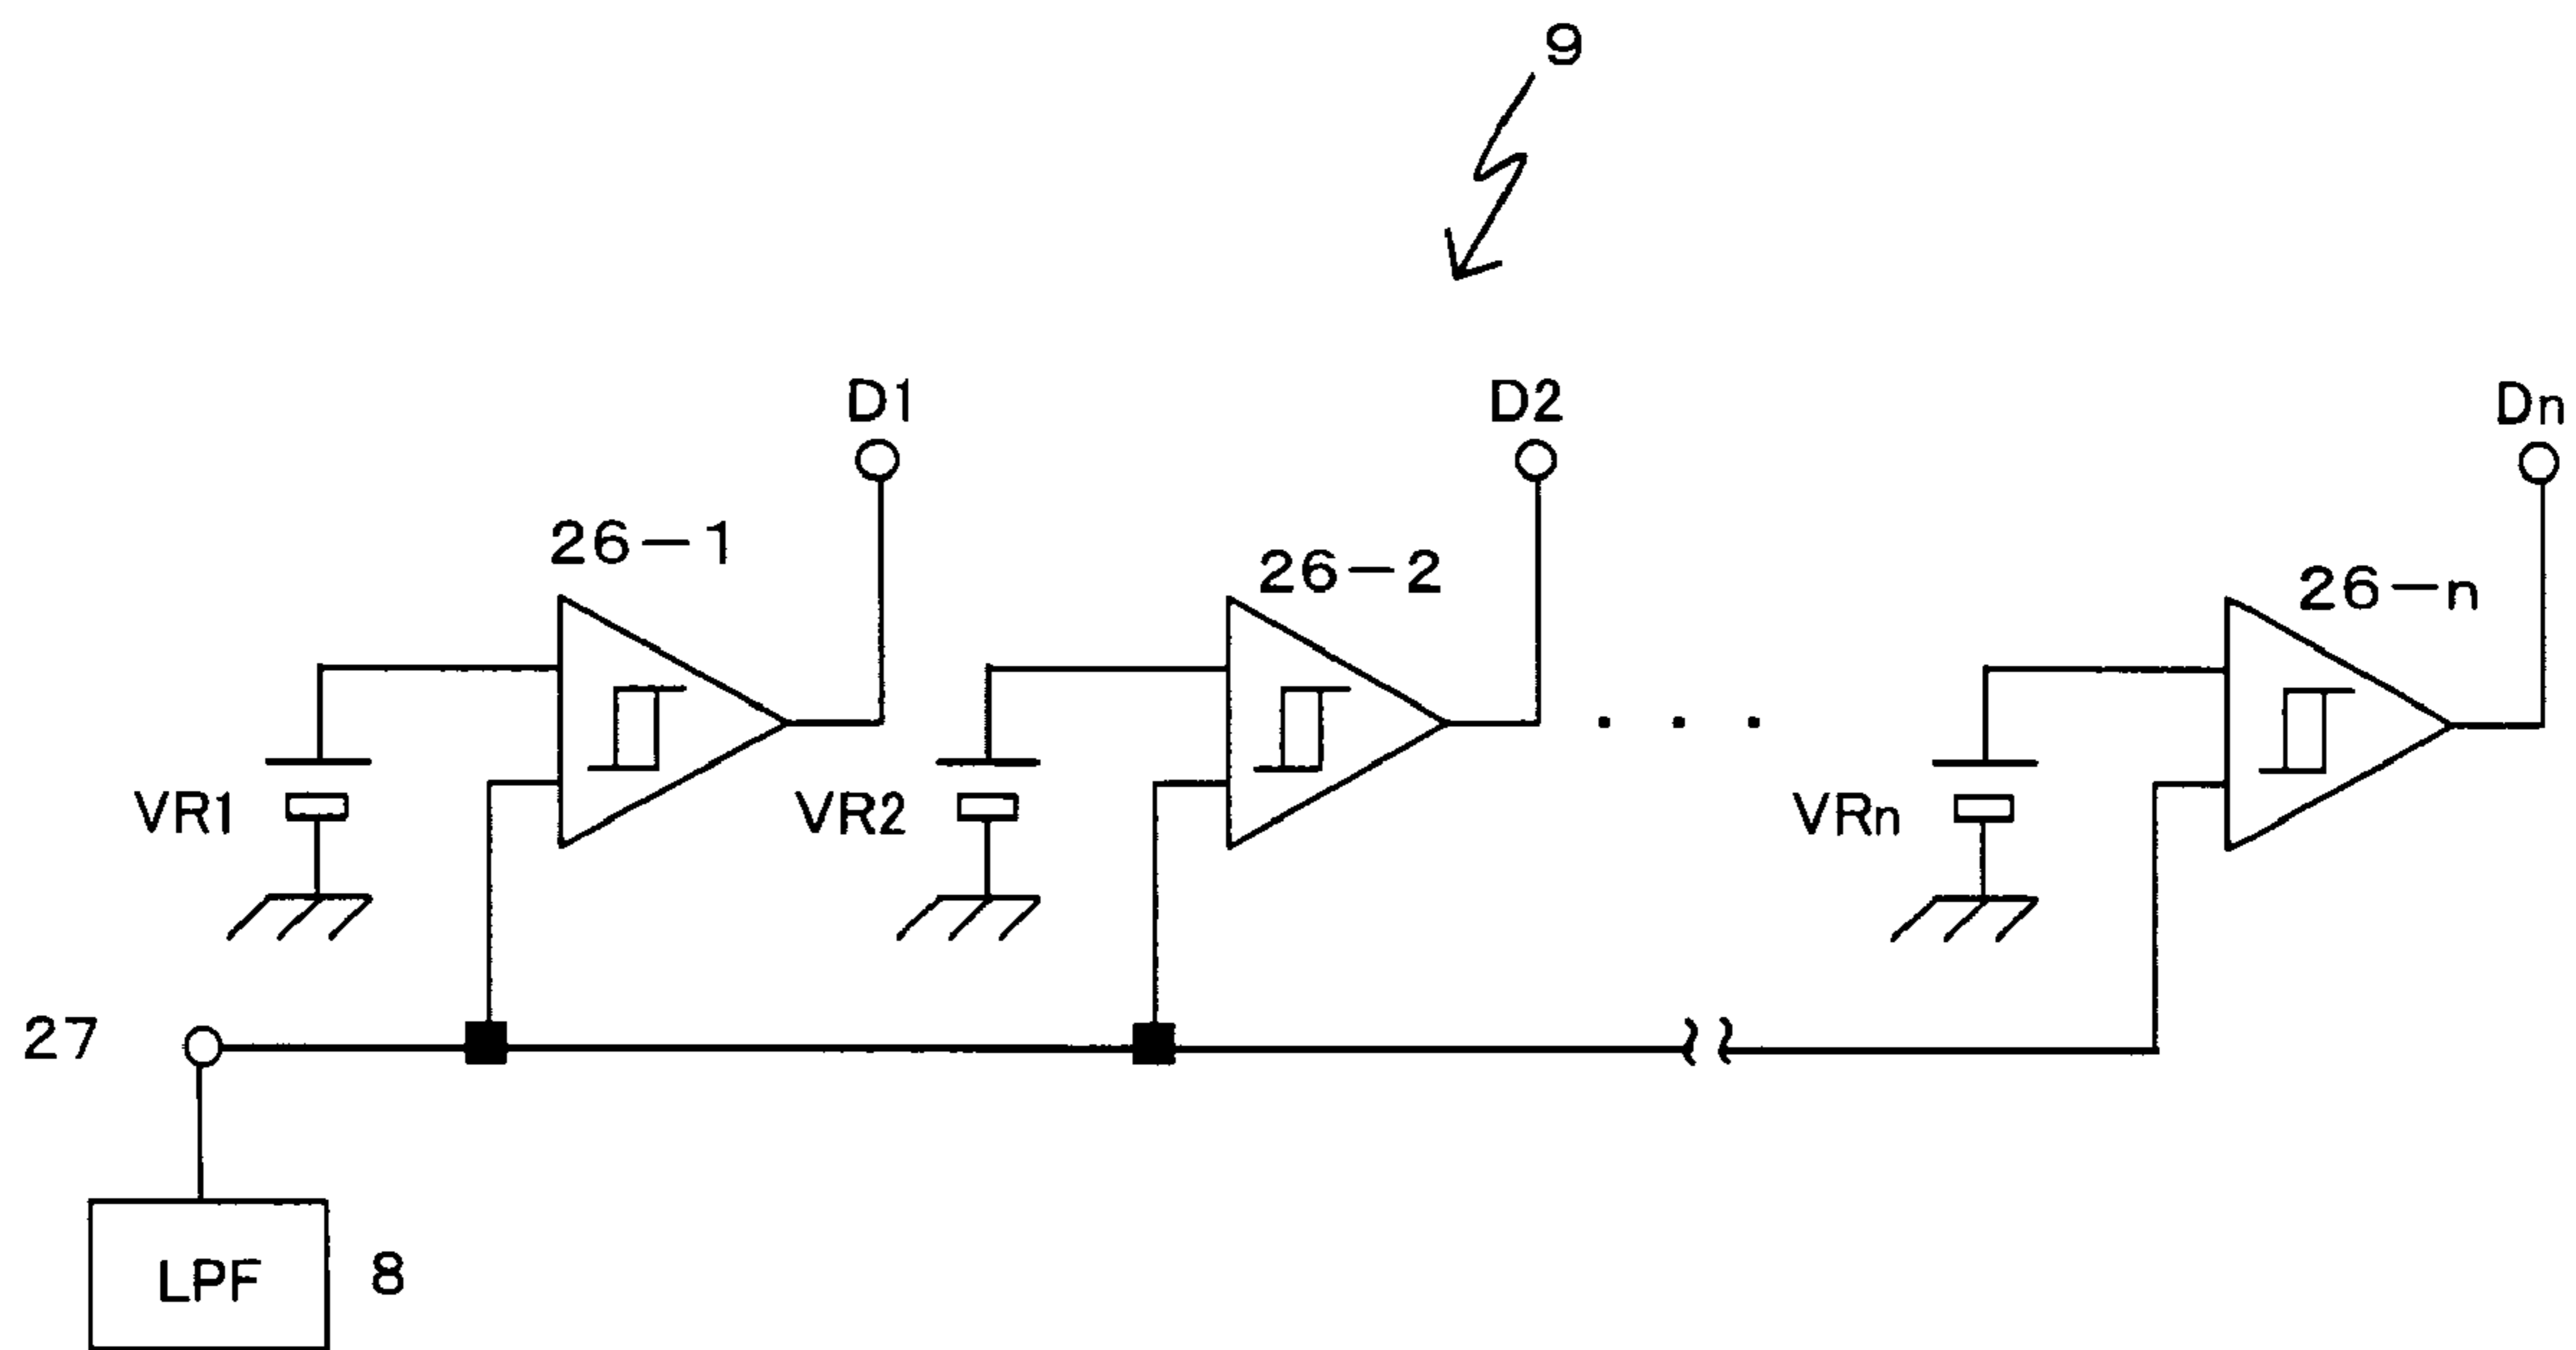 9
D1
D2
Dn
26-1
26-2
26-n
VR1
VR2
· · ·
VRn
27
LPF
8